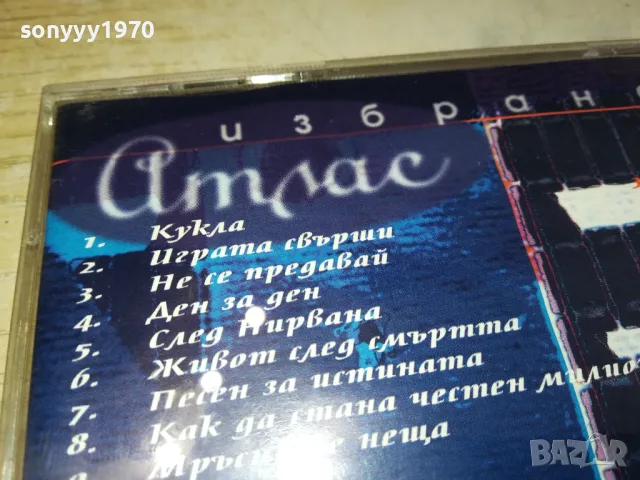 sonyyy1970
избран
Атлас
1. Кукла
2. Играта свърши
3. Не се предавай
4. Ден за ден
5. След Нирвана
6. Живот след смъртта
7. Песен за истината
8. Как да стана честен мили
неща
BAZAR